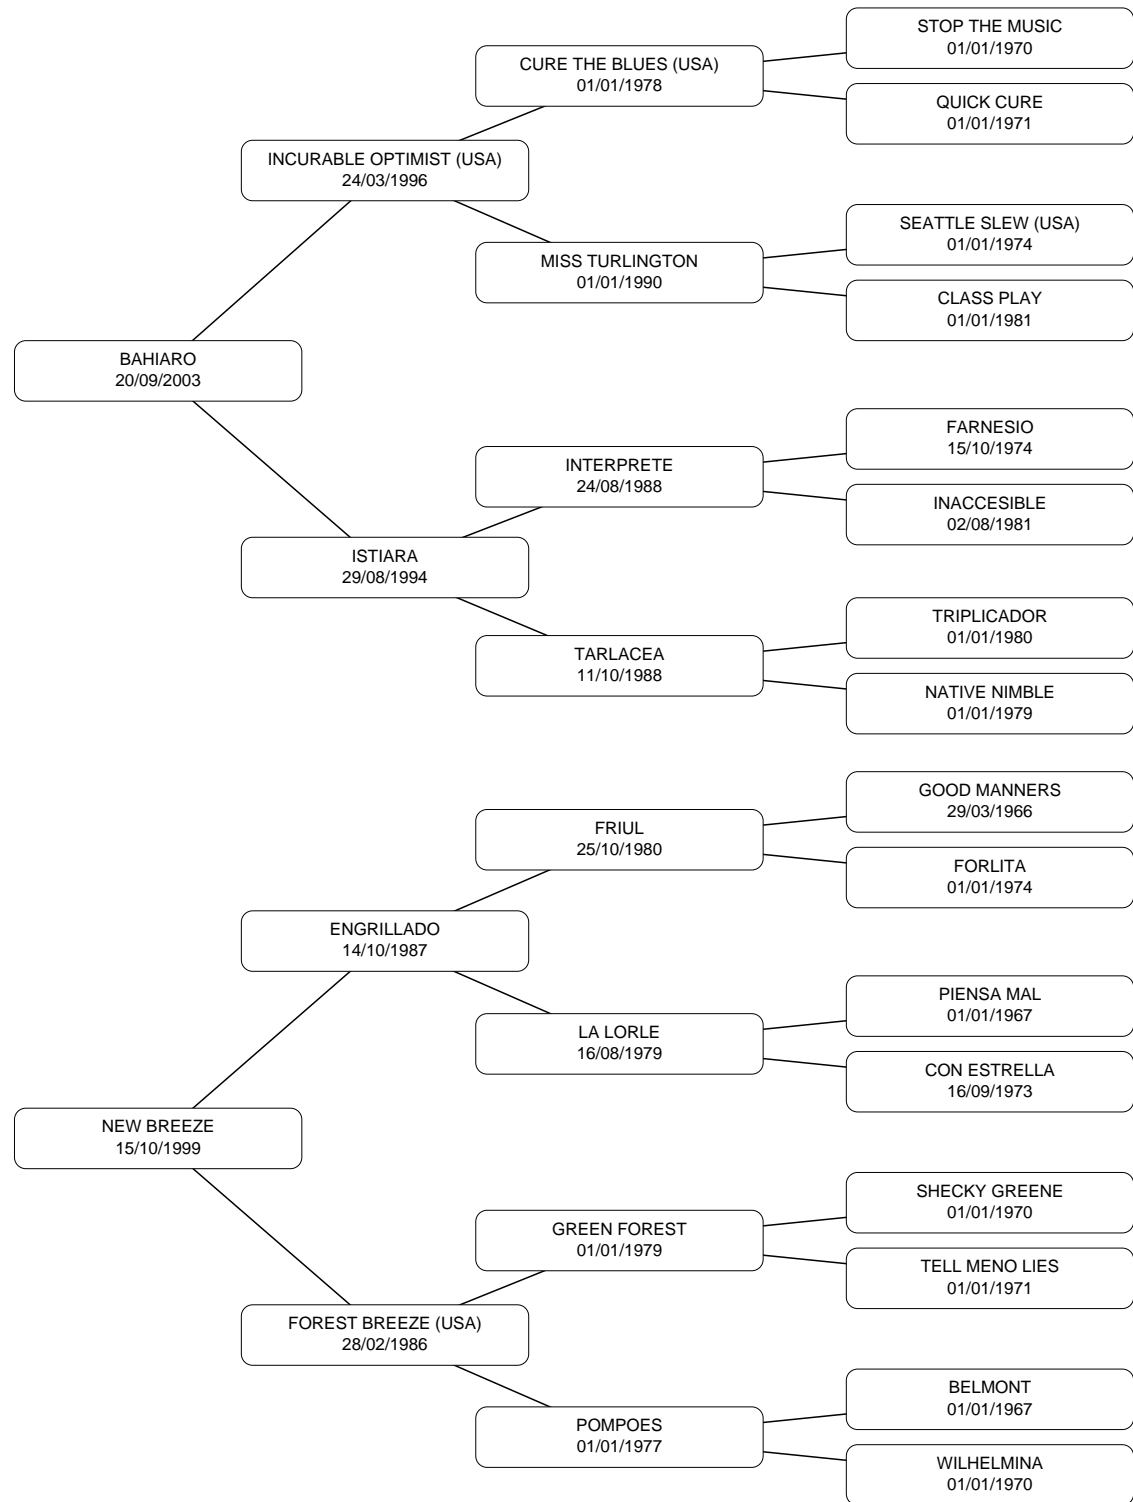 STOP THE MUSIC
01/01/1970
CURE THE BLUES (USA)
01/01/1978
QUICK CURE
01/01/1971
INCURABLE OPTIMIST (USA)
24/03/1996
SEATTLE SLEW (USA)
01/01/1974
MISS TURLINGTON
01/01/1990
CLASS PLAY
01/01/1981
BAHIARO
20/09/2003
FARNESIO
15/10/1974
INTERPRETE
24/08/1988
INACCESIBLE
02/08/1981
ISTIARA
29/08/1994
TRIPLICADOR
01/01/1980
TARLACEA
11/10/1988
NATIVE NIMBLE
01/01/1979
GOOD MANNERS
29/03/1966
FRIUL
25/10/1980
FORLITA
01/01/1974
ENGRILLADO
14/10/1987
PIENSA MAL
01/01/1967
LA LORLE
16/08/1979
CON ESTRELLA
16/09/1973
NEW BREEZE
15/10/1999
SHECKY GREENE
01/01/1970
GREEN FOREST
01/01/1979
TELL MENO LIES
01/01/1971
FOREST BREEZE (USA)
28/02/1986
BELMONT
01/01/1967
POMPOES
01/01/1977
WILHELMINA
01/01/1970